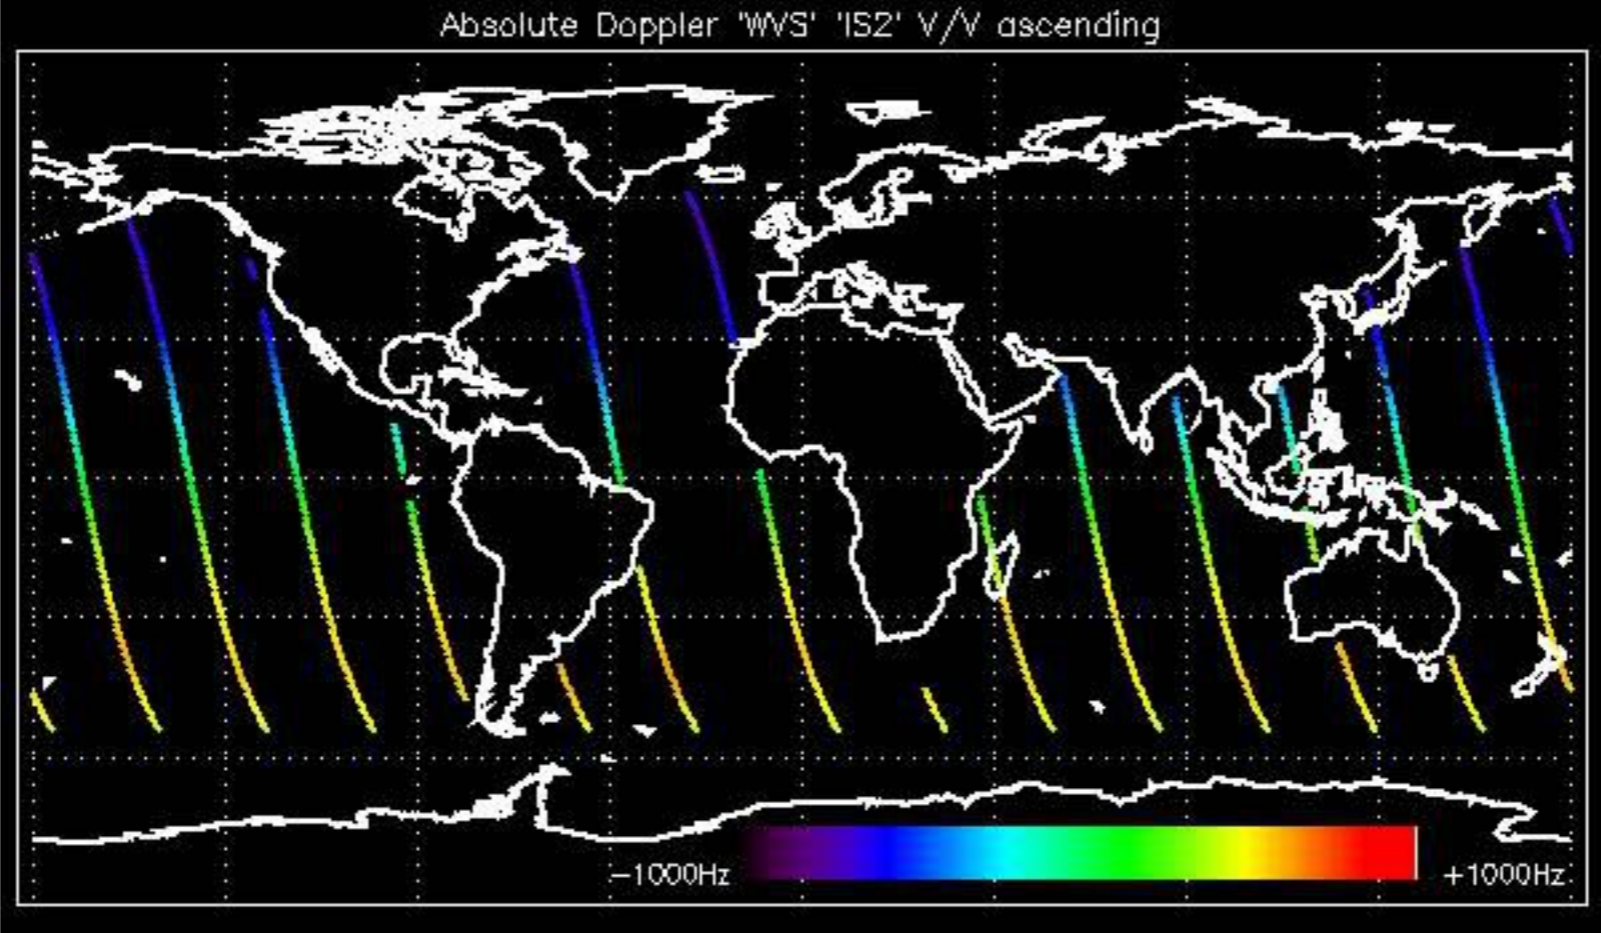 Absolute Doppler 'WVS' 'IS2' V/V ascending
-1000Hz +1000Hz